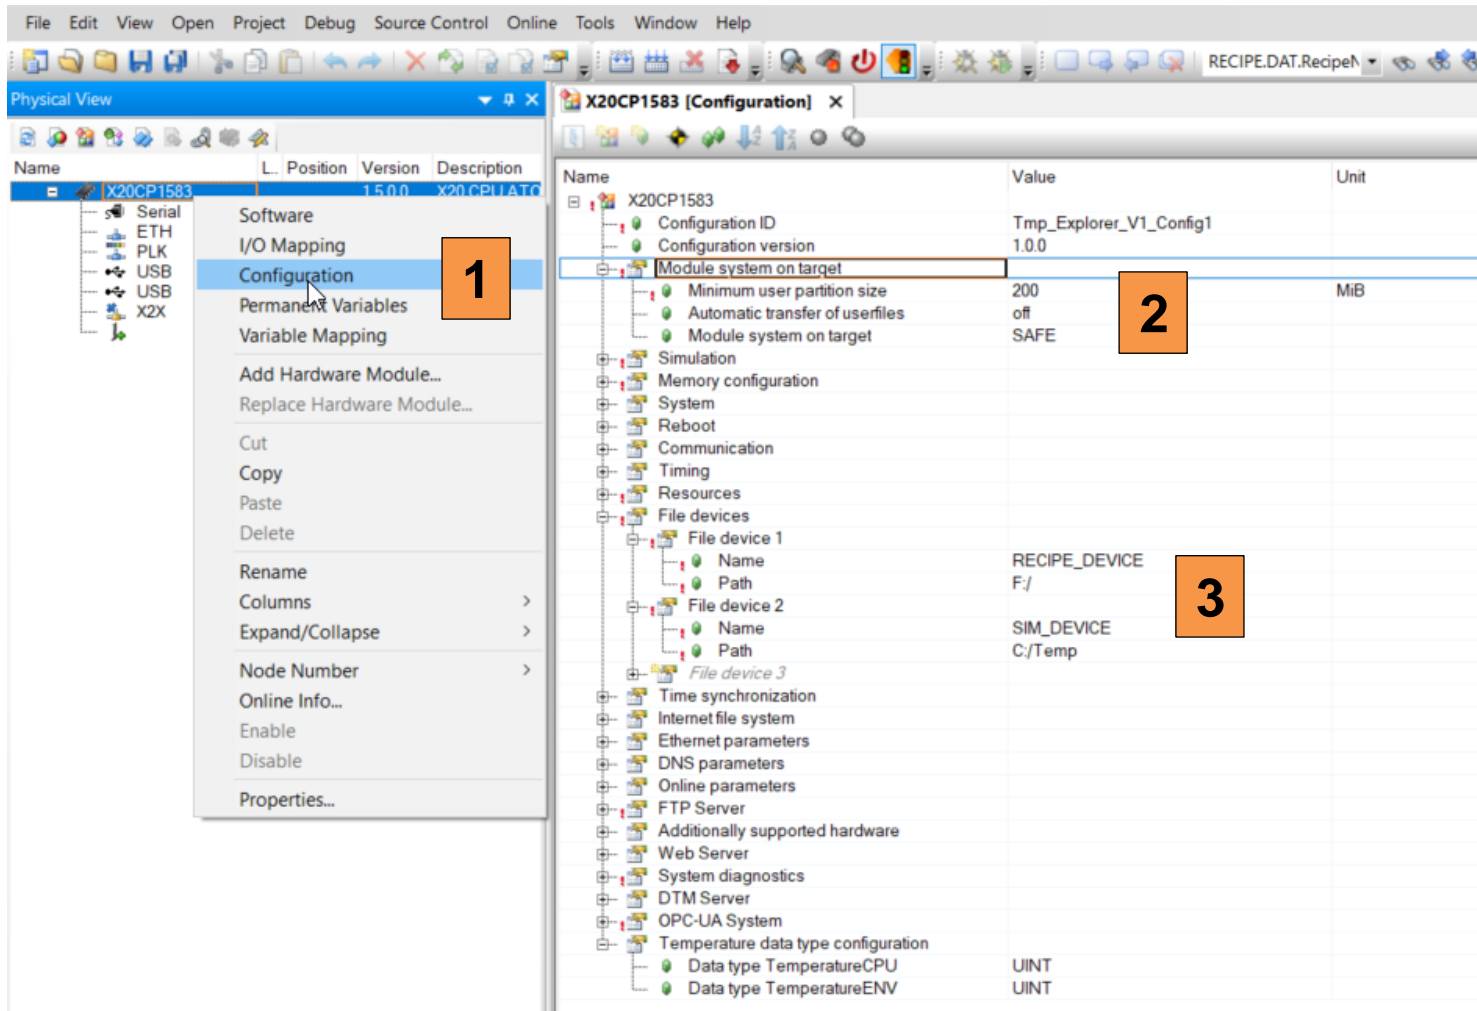 File Edit View Open Project Debug Source Control Online Tools Window Help
RECIPE.DAT.RecipeN
Physical View
X20CP1583 [Configuration]
Name L.. Position Version Description
X20CP1583 1.5.0.0 X20 CPU ATO
Serial
ETH
PLK
USB
USB
X2X
Software
I/O Mapping
Configuration
Permanent Variables
Variable Mapping
Add Hardware Module...
Replace Hardware Module...
Cut
Copy
Paste
Delete
Rename
Columns
Expand/Collapse
Node Number
Online Info...
Enable
Disable
Properties...
1
Name Value Unit
X20CP1583
Configuration ID Tmp_Explorer_V1_Config1
Configuration version 1.0.0
Module system on target
Minimum user partition size 200 MiB
Automatic transfer of userfiles off
Module system on target SAFE
2
Simulation
Memory configuration
System
Reboot
Communication
Timing
Resources
File devices
File device 1
Name RECIPE_DEVICE
Path F:/
File device 2
Name SIM_DEVICE
Path C:/Temp
3
File device 3
Time synchronization
Internet file system
Ethernet parameters
DNS parameters
Online parameters
FTP Server
Additionally supported hardware
Web Server
System diagnostics
DTM Server
OPC-UA System
Temperature data type configuration
Data type TemperatureCPU UINT
Data type TemperatureENV UINT